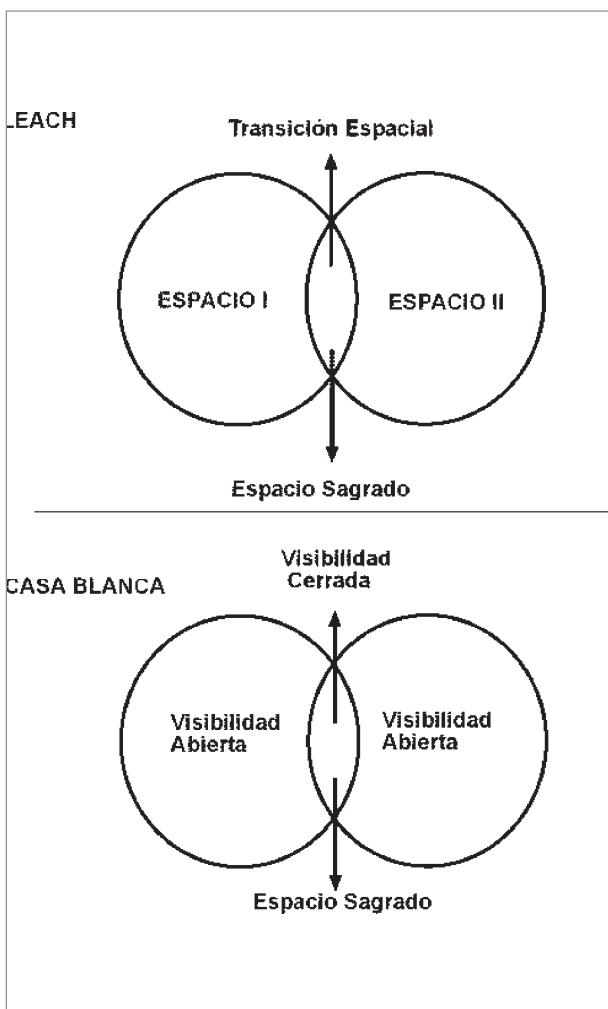 LEACH
Transición Espacial
ESPACIO I
ESPACIO II
Espacio Sagrado
Visibilidad
Cerrada
CASA BLANCA
Visibilidad
Abierta
Visibilidad
Abierta
Espacio Sagrado